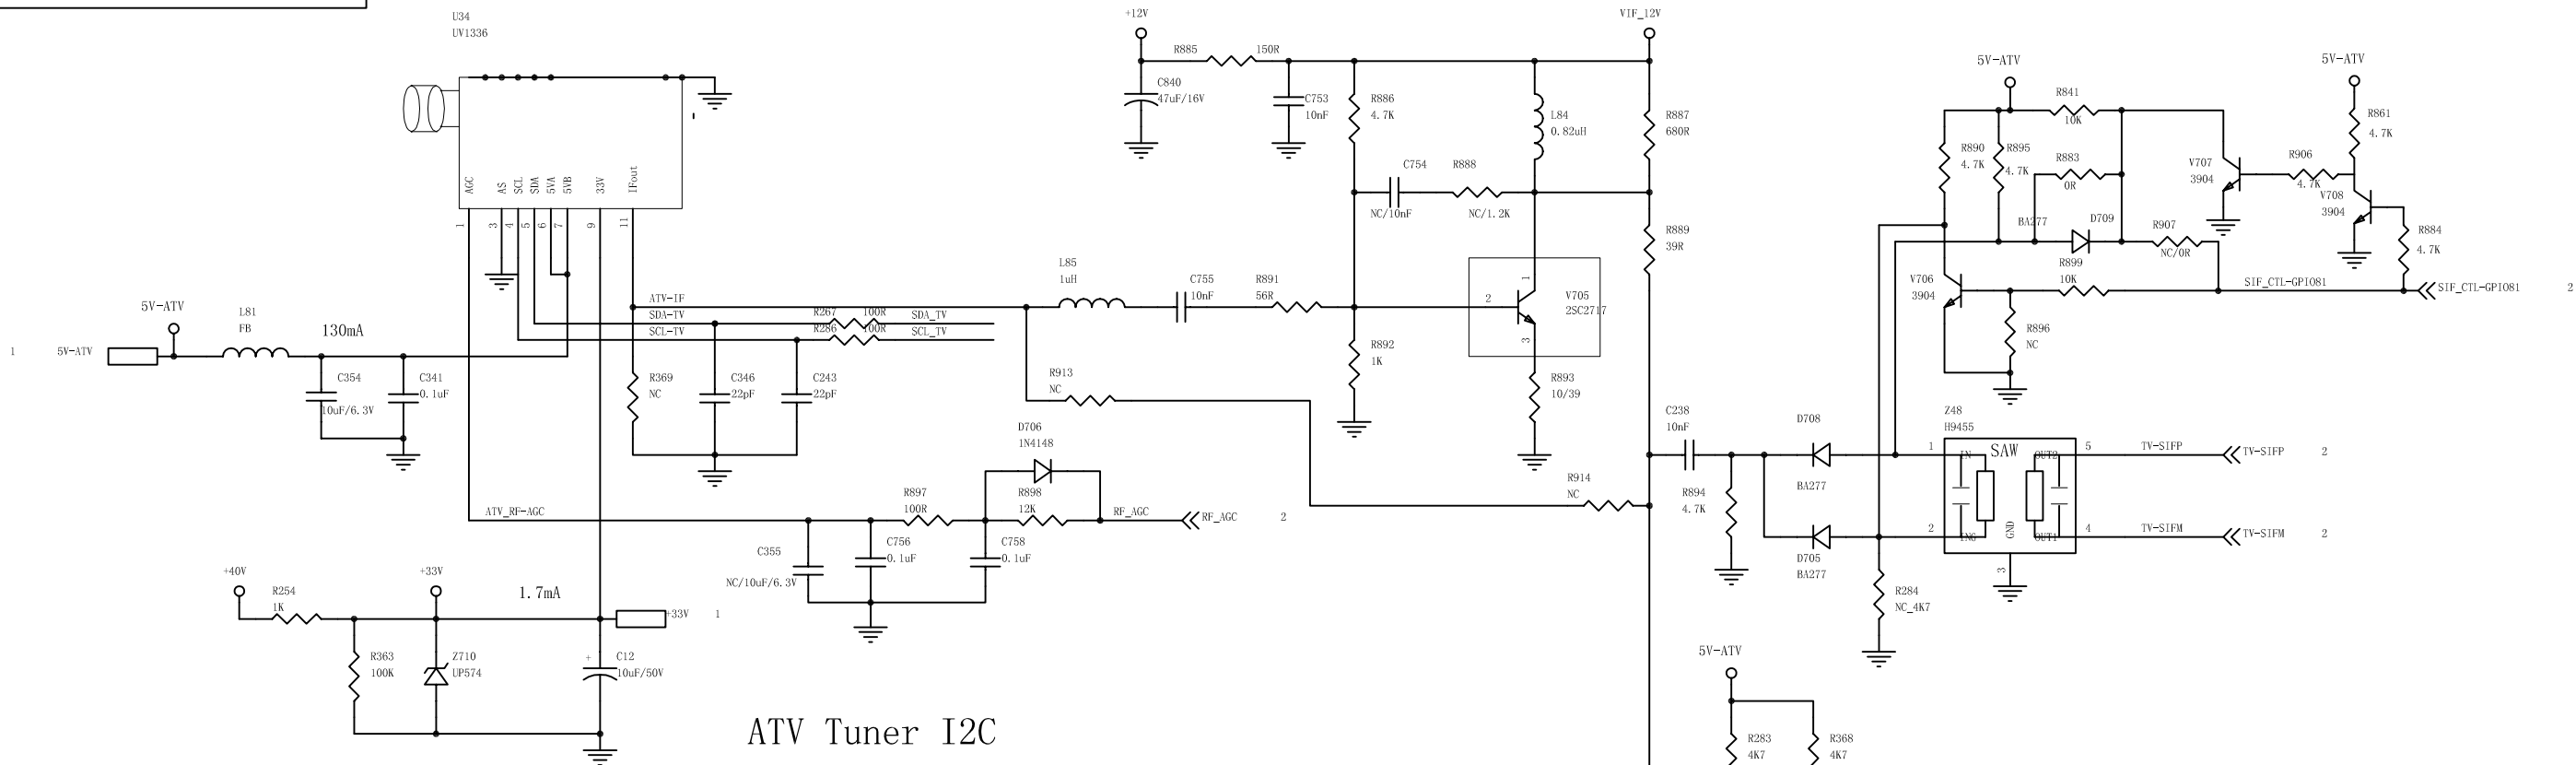 U34
UV1336
AGC
AS
SCL
SDA
5VA
5VB
33V
IFout
1
3
4
5
6
7
9
11
+12V
VIF_12V
R885
150R
C840
47uF/16V
C753
10nF
R886
4.7K
L84
0.82uH
R887
680R
C754
R888
NC/10nF
NC/1.2K
R889
39R
5V-ATV
5V-ATV
R841
10K
R861
4.7K
R890
4.7K
R895
4.7K
R883
0R
V707
3904
R906
4.7K
V708
3904
BA277
D709
R907
NC/0R
R884
4.7K
V706
3904
R899
10K
SIF_CTL-GPIO81
SIF_CTL-GPIO81
2
R896
NC
L85
1uH
C755
10nF
R891
56R
2
1
3
V705
2SC2717
ATV-IF
SDA-TV
R267
100R
SDA_TV
SCL-TV
R286
100R
SCL_TV
5V-ATV
L81
FB
130mA
1
5V-ATV
C354
10uF/6.3V
C341
0.1uF
R369
NC
C346
22pF
C243
22pF
R913
NC
R892
1K
R893
10/39
D706
1N4148
C238
10nF
D708
BA277
Z48
H9455
1
IN
SAW
OUT2
5
TV-SIFP
TV-SIFP
2
R914
NC
R894
4.7K
D705
BA277
2
ING
GND
OUT1
4
TV-SIFM
TV-SIFM
2
3
ATV_RF-AGC
R897
100R
R898
12K
RF_AGC
RF_AGC
2
C355
NC/10uF/6.3V
C756
0.1uF
C758
0.1uF
R284
NC_4K7
+40V
R254
1K
+33V
1.7mA
+33V
1
R363
100K
Z710
UP574
+
C12
10uF/50V
ATV Tuner I2C
5V-ATV
R283
4K7
R368
4K7